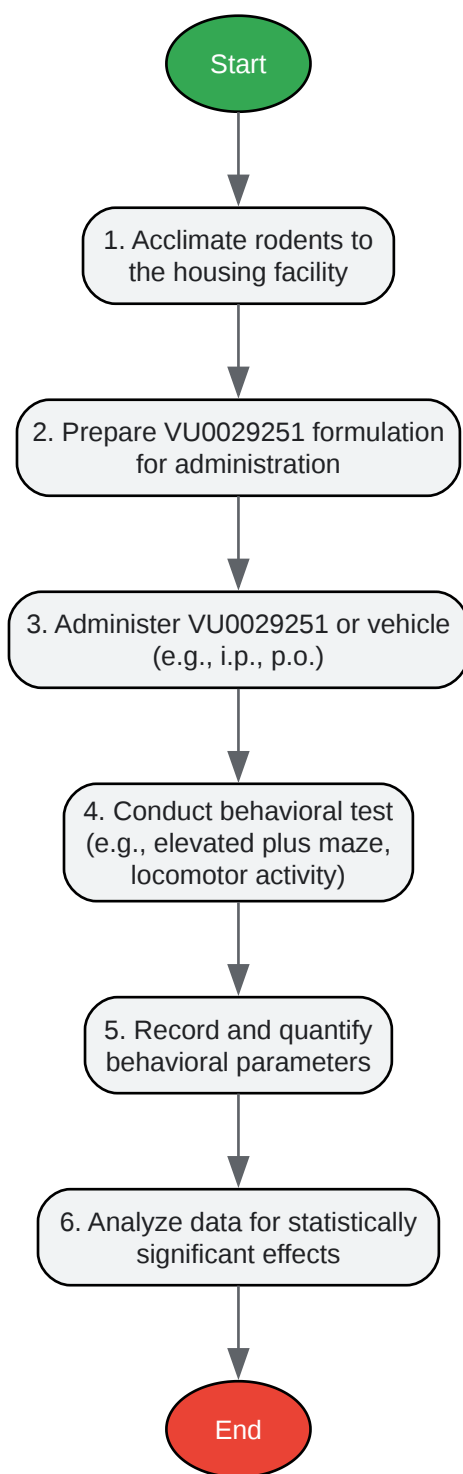 Start
1. Acclimate rodents to
the housing facility
2. Prepare VU0029251 formulation
for administration
3. Administer VU0029251 or vehicle
(e.g., i.p., p.o.)
4. Conduct behavioral test
(e.g., elevated plus maze,
locomotor activity)
5. Record and quantify
behavioral parameters
6. Analyze data for statistically
significant effects
End